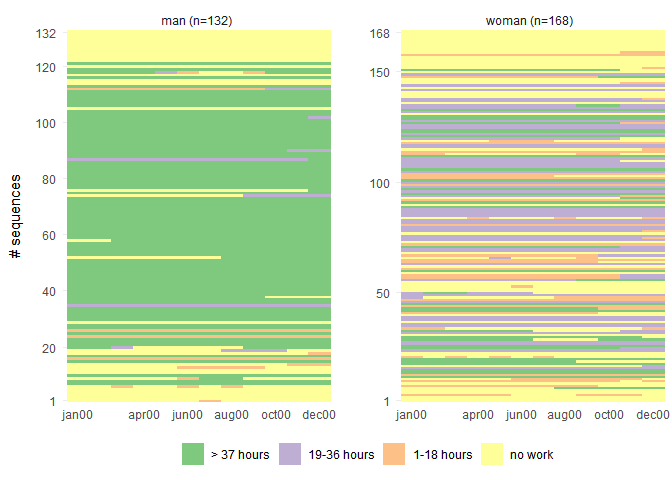 man (n=132)
woman (n=168)
132
120
100
80
60
40
20
1
168
150
100
50
1
# sequences
jan00 apr00 jun00 aug00 oct00 dec00
jan00 apr00 jun00 aug00 oct00 dec00
> 37 hours 19-36 hours 1-18 hours no work